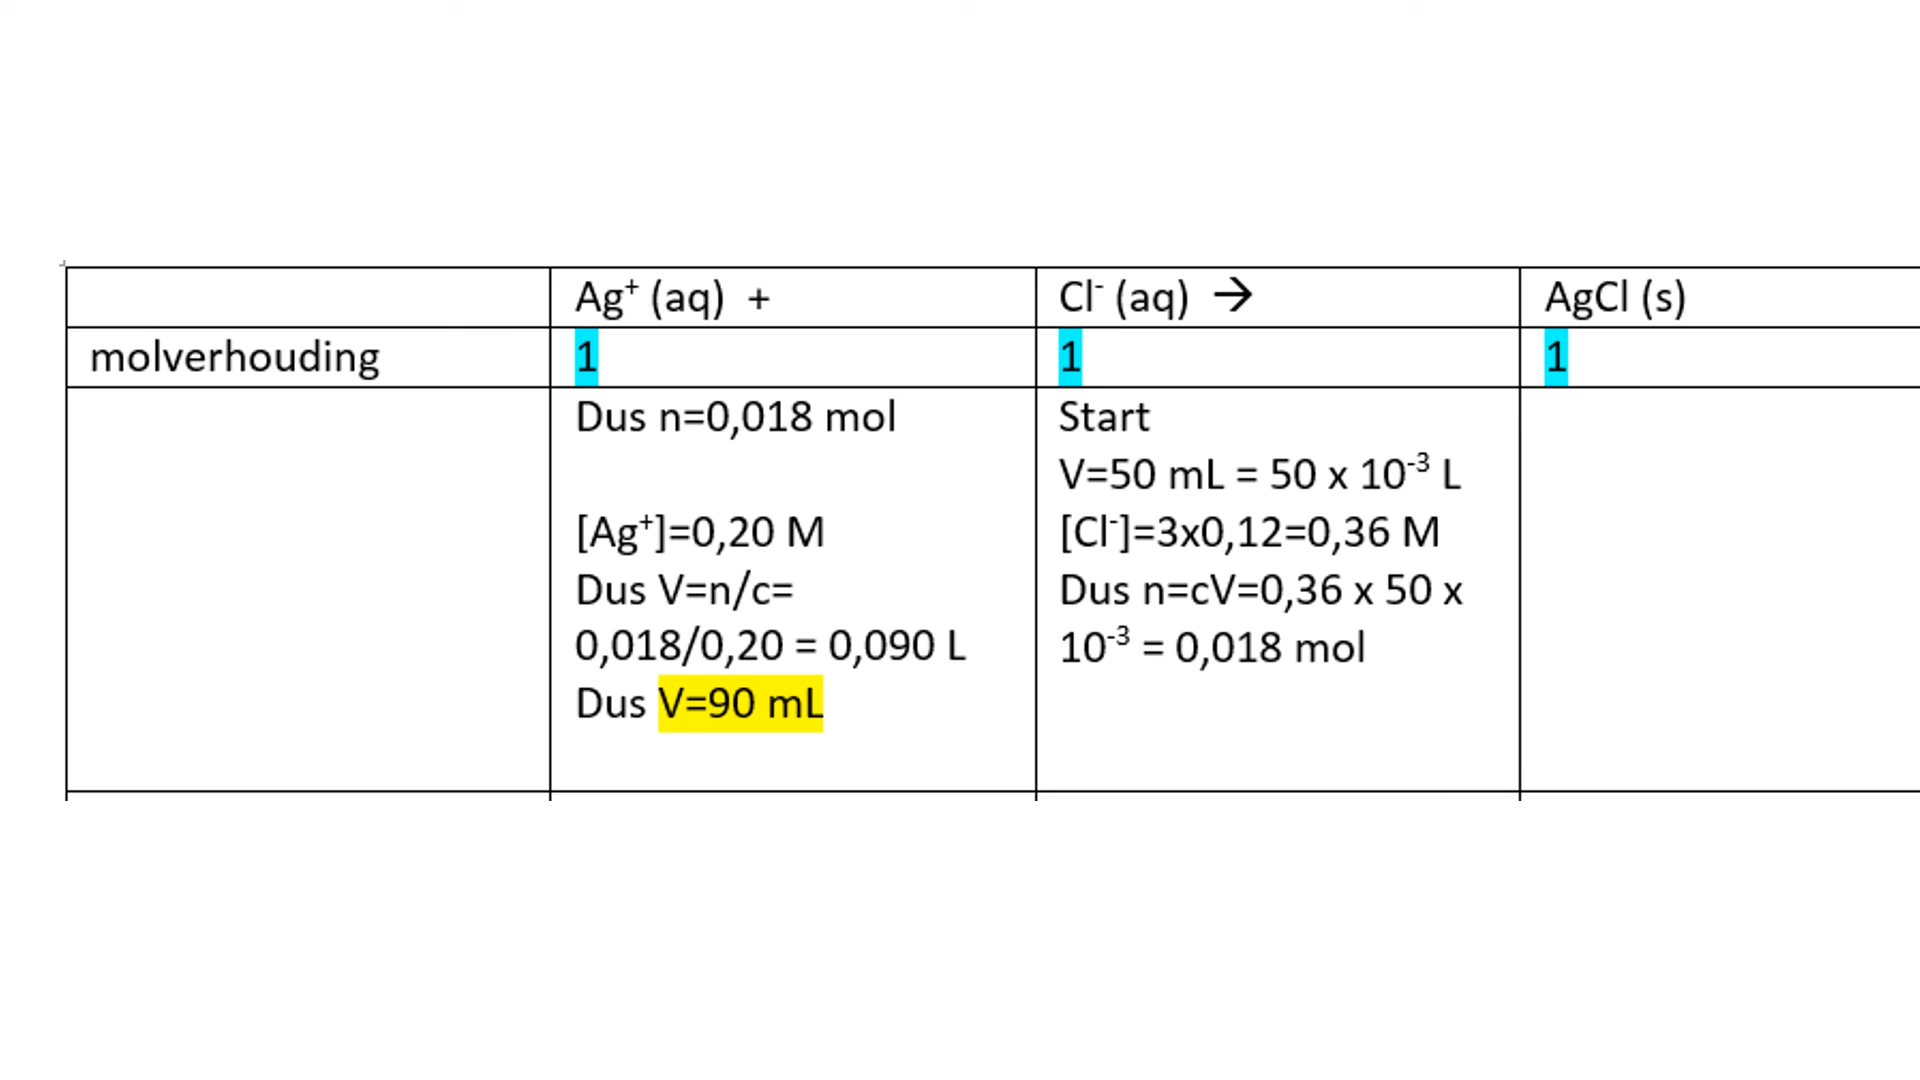 Ag⁺ (aq) +
Cl⁻ (aq) →
AgCl (s)
molverhouding
1
1
1
Dus n=0,018 mol
[Ag⁺]=0,20 M
Dus V=n/c=
0,018/0,20 = 0,090 L
Dus V=90 mL
Start
V=50 mL = 50 x 10⁻³ L
[Cl⁻]=3x0,12=0,36 M
Dus n=cV=0,36 x 50 x
10⁻³ = 0,018 mol